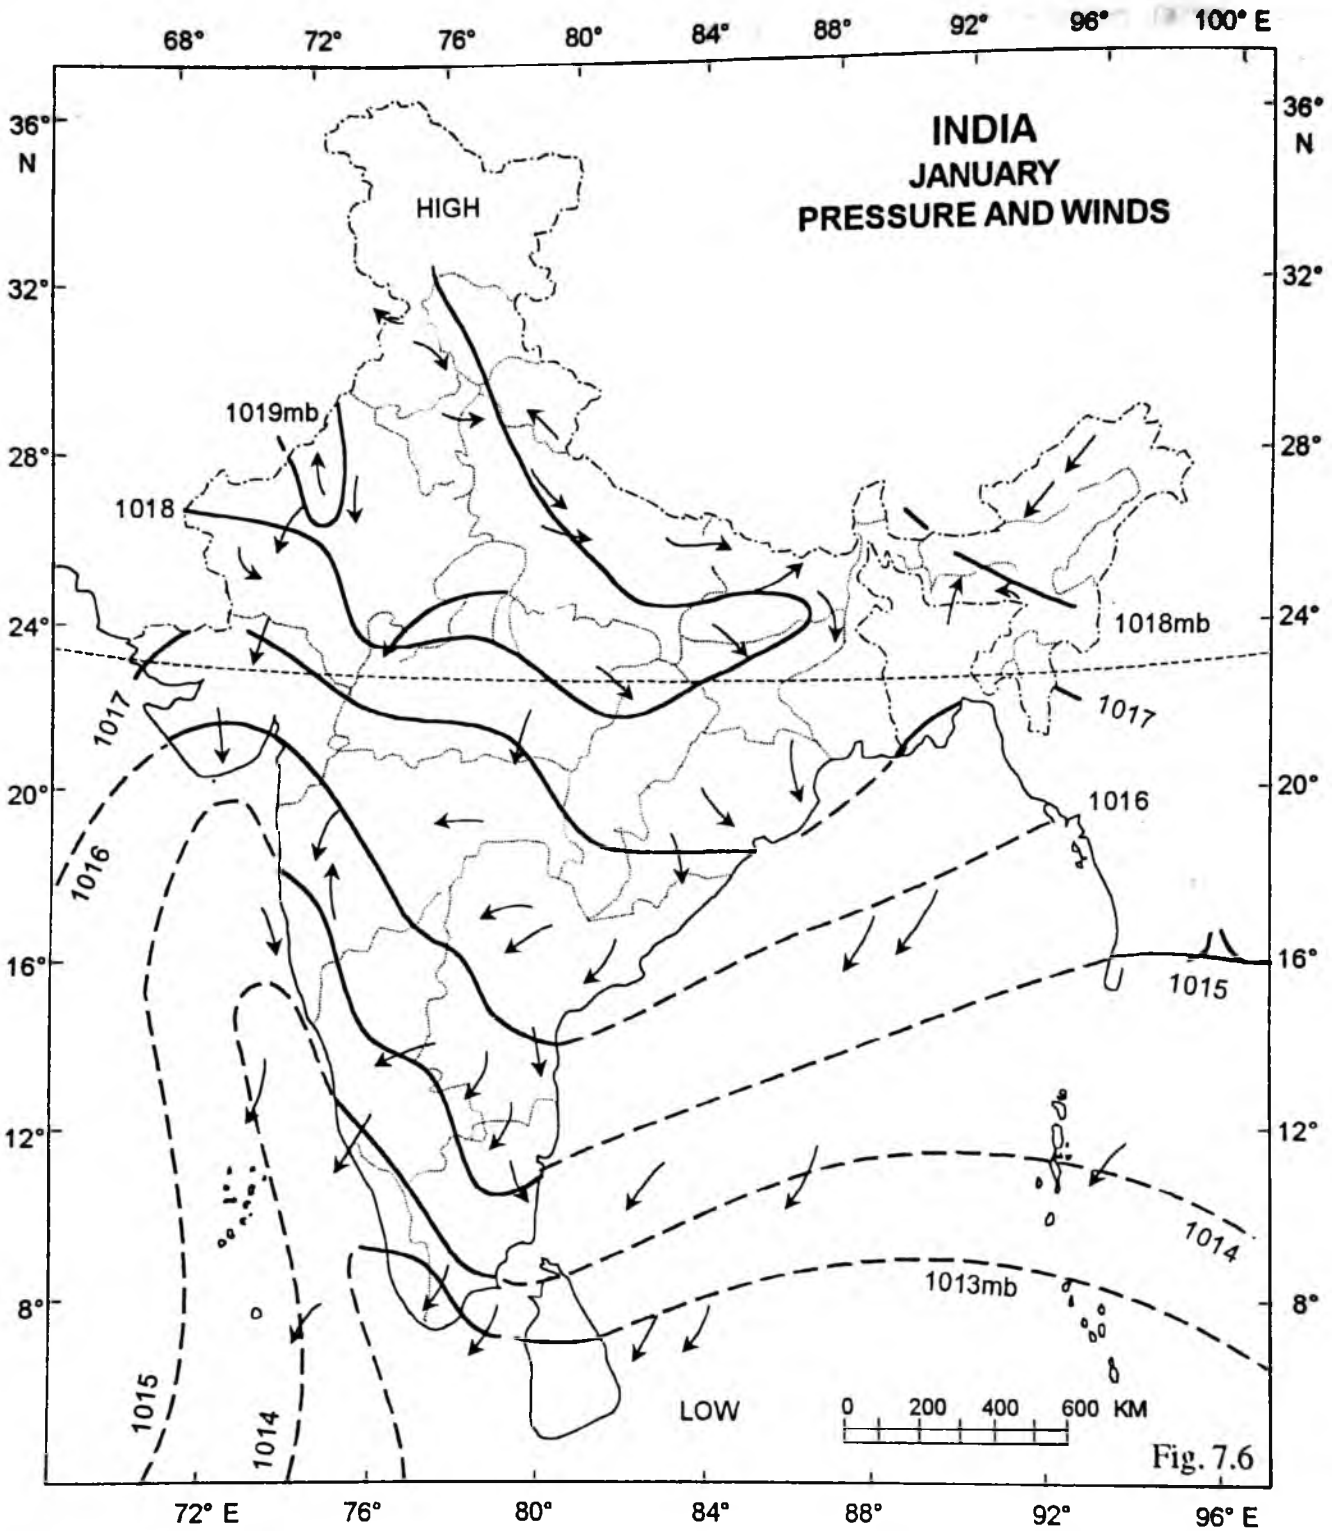 68° 72° 76° 80° 84° 88° 92° 96° 100° E
36° 36°
N N
INDIA
JANUARY
PRESSURE AND WINDS
HIGH
32° 32°
1019mb
28° 28°
1018
24° 24°
1018mb
1017 1017
20° 20°
1016
1016
16° 16°
1015
12° 12°
1014
1013mb
8° 8°
1015
1014
LOW
0 200 400 600 KM
Fig. 7.6
72° E 76° 80° 84° 88° 92° 96° E